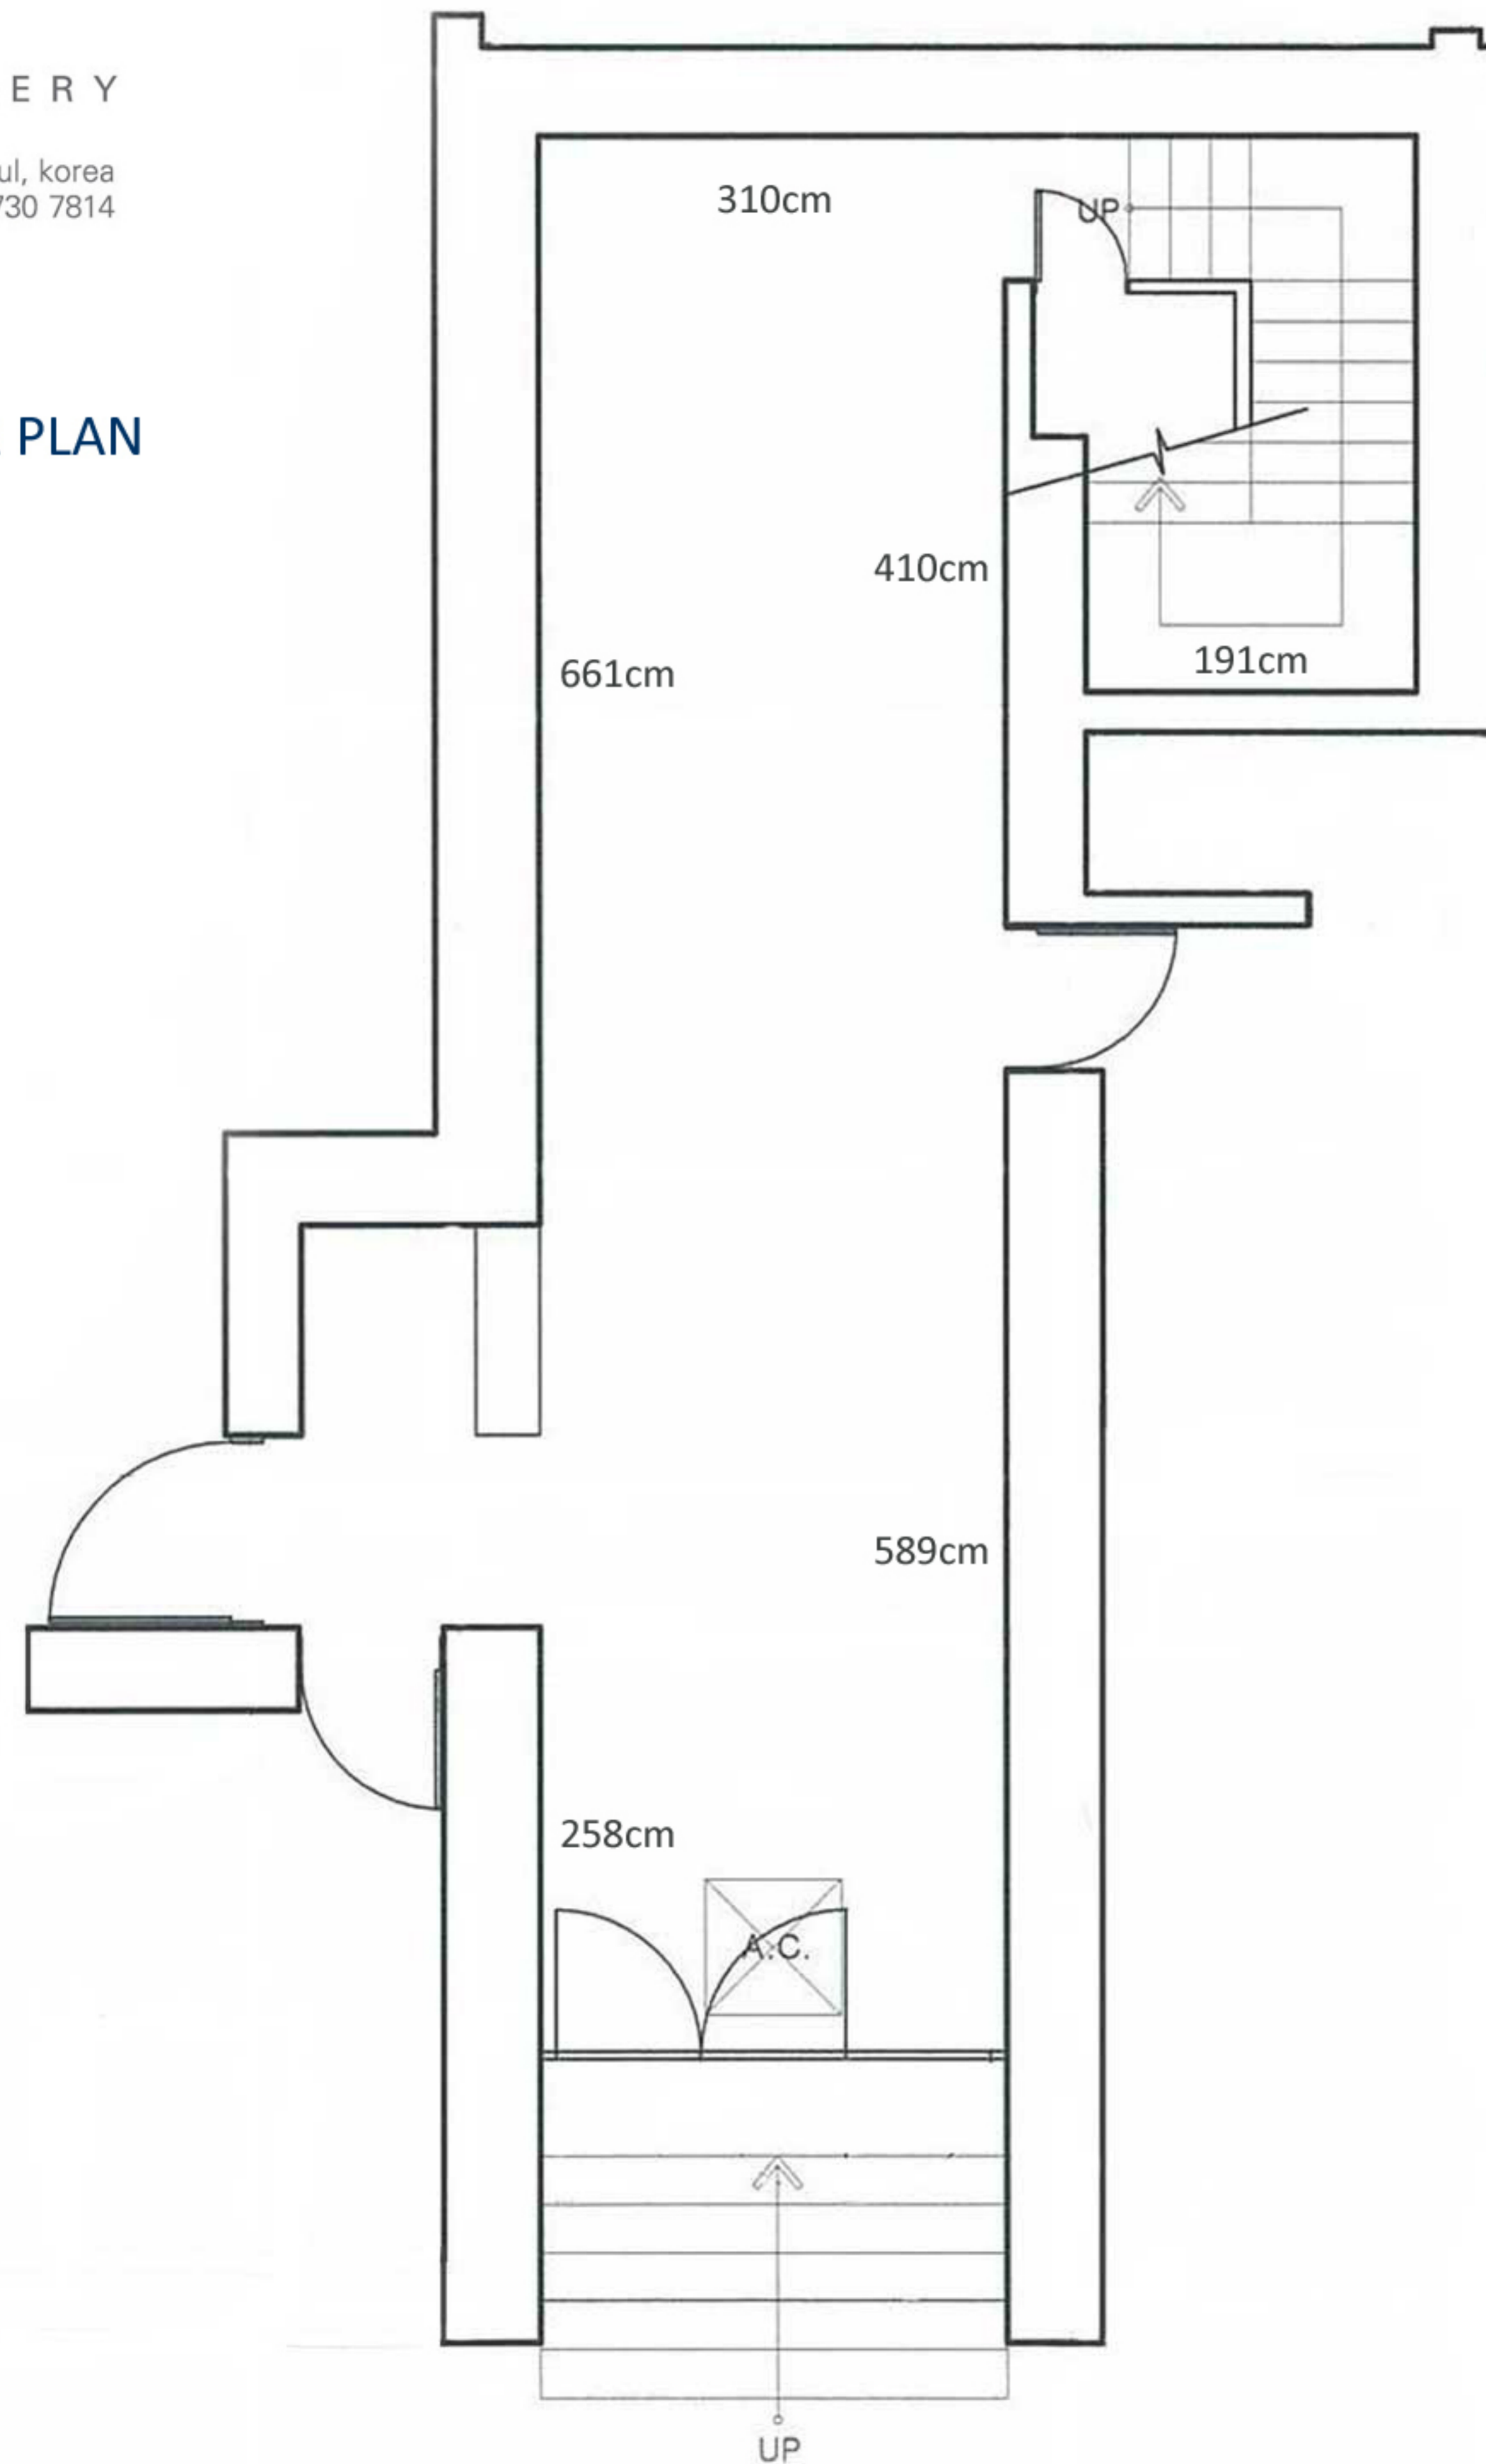 E R Y
ul, korea
730 7814
PLAN
310cm
UP
410cm
661cm
191cm
589cm
258cm
A.C.
UP